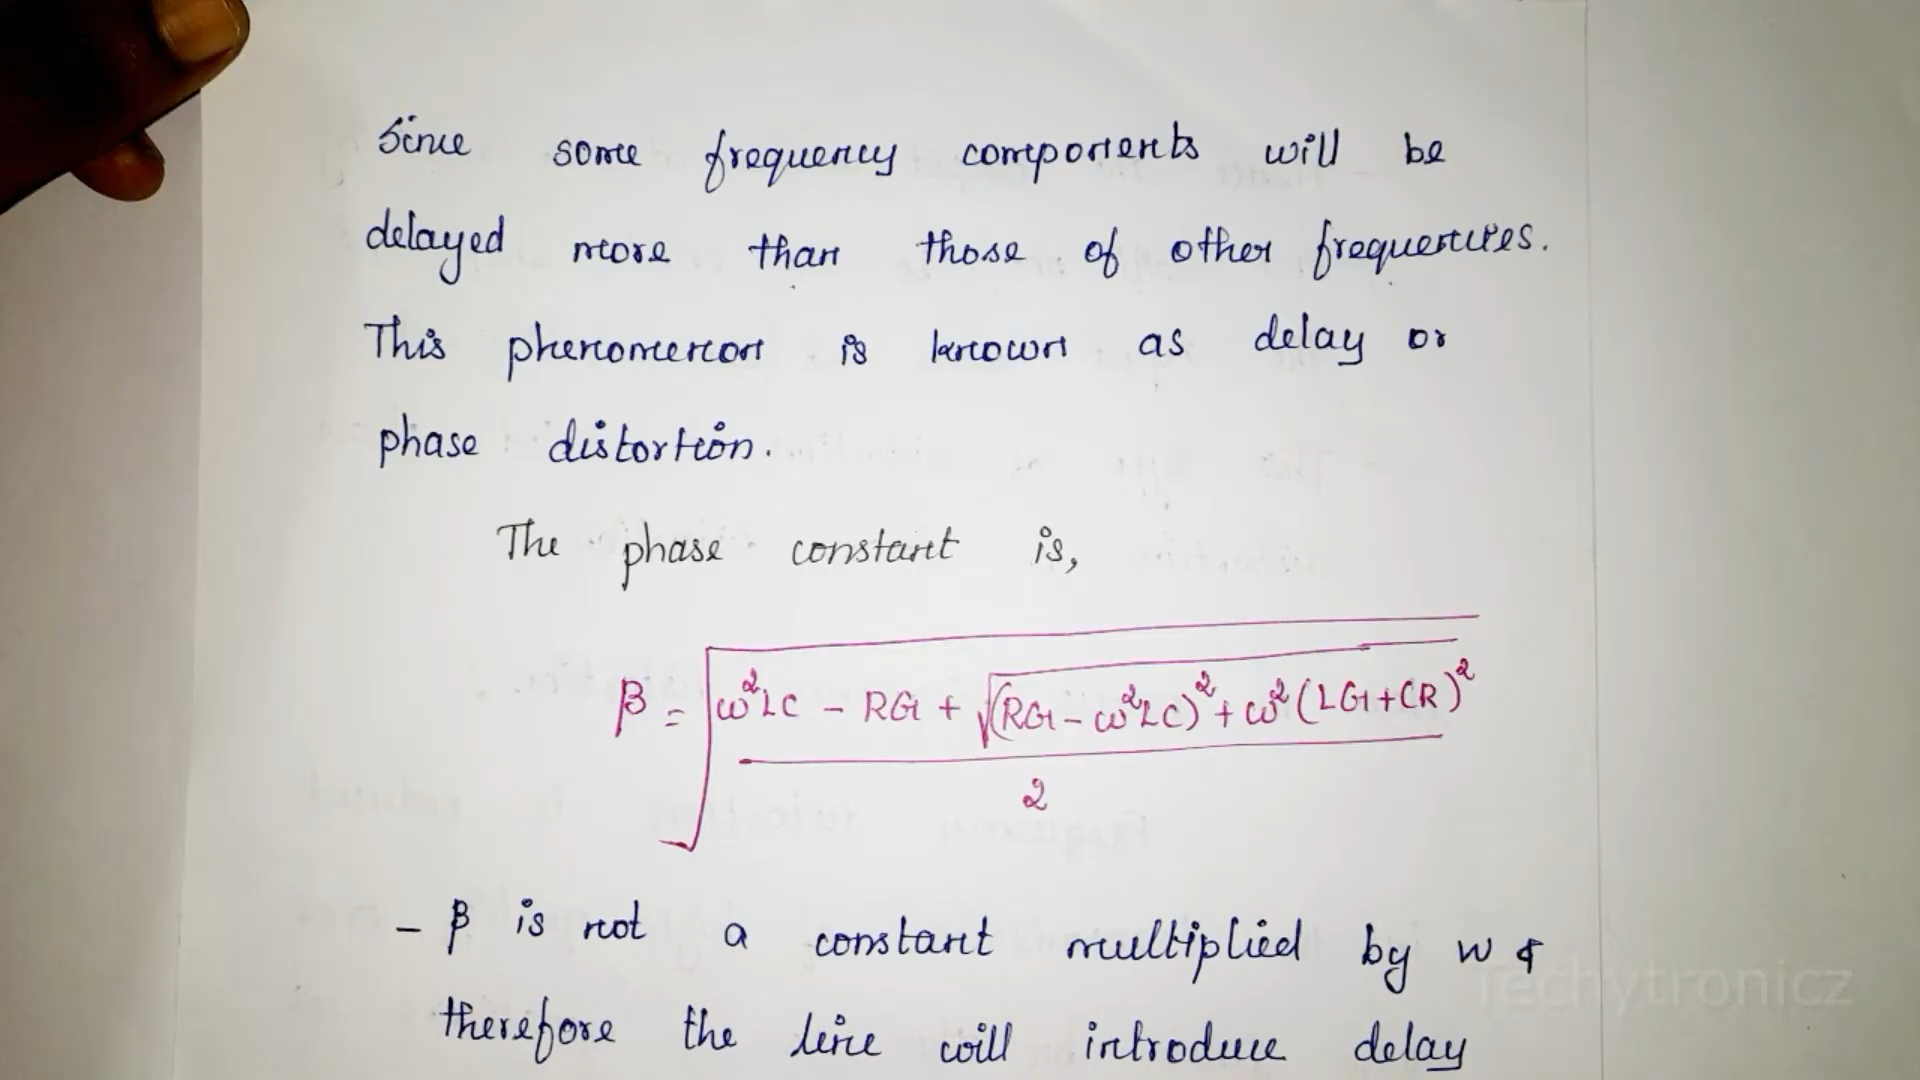 Since some frequency components will be
delayed more than those of other frequencies.
This phenomenon is known as delay or
phase distortion.
The phase constant is,
β = √((ω²LC - RG + √((RG - ω²LC)² + ω²(LG + CR)²)) / 2)
- β is not a constant multiplied by w &
therefore the line will introduce delay
Techytronicz